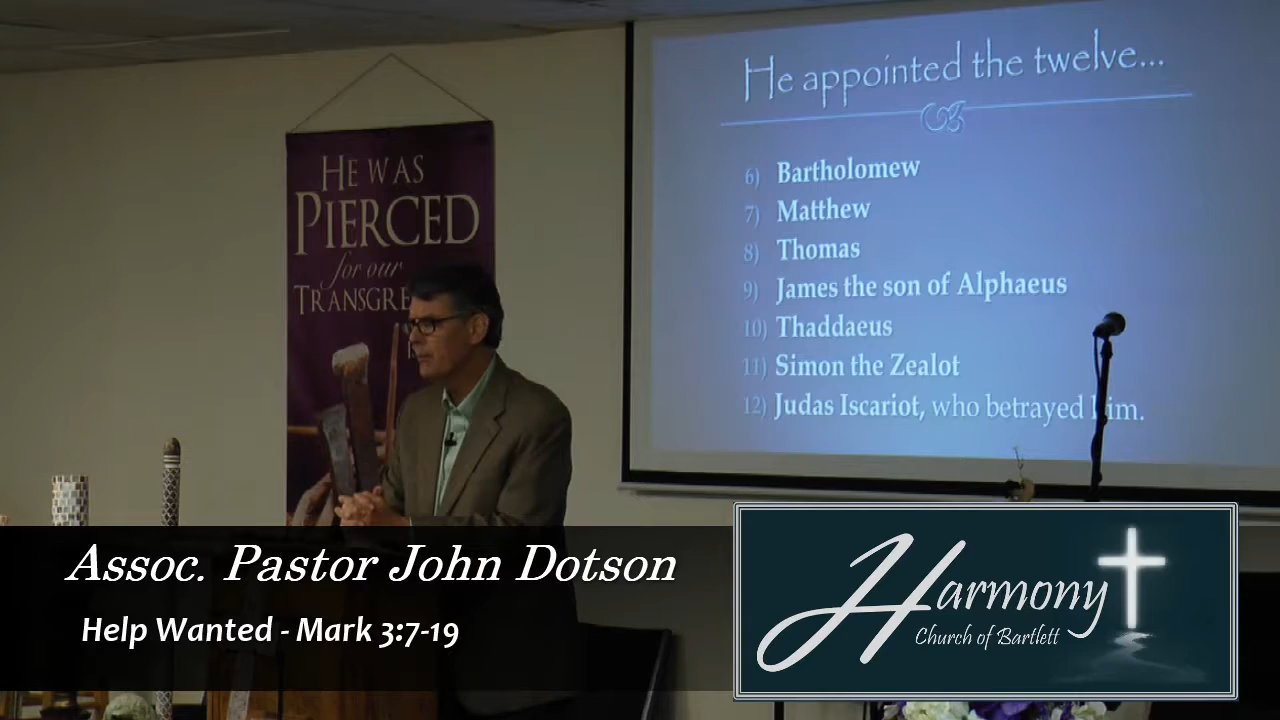 He appointed the twelve...
6) Bartholomew
7) Matthew
8) Thomas
9) James the son of Alphaeus
10) Thaddaeus
11) Simon the Zealot
12) Judas Iscariot, who betrayed him.
HE WAS
PIERCED
for our
TRANSGRE
Assoc. Pastor John Dotson
Help Wanted - Mark 3:7-19
Harmony
Church of Bartlett